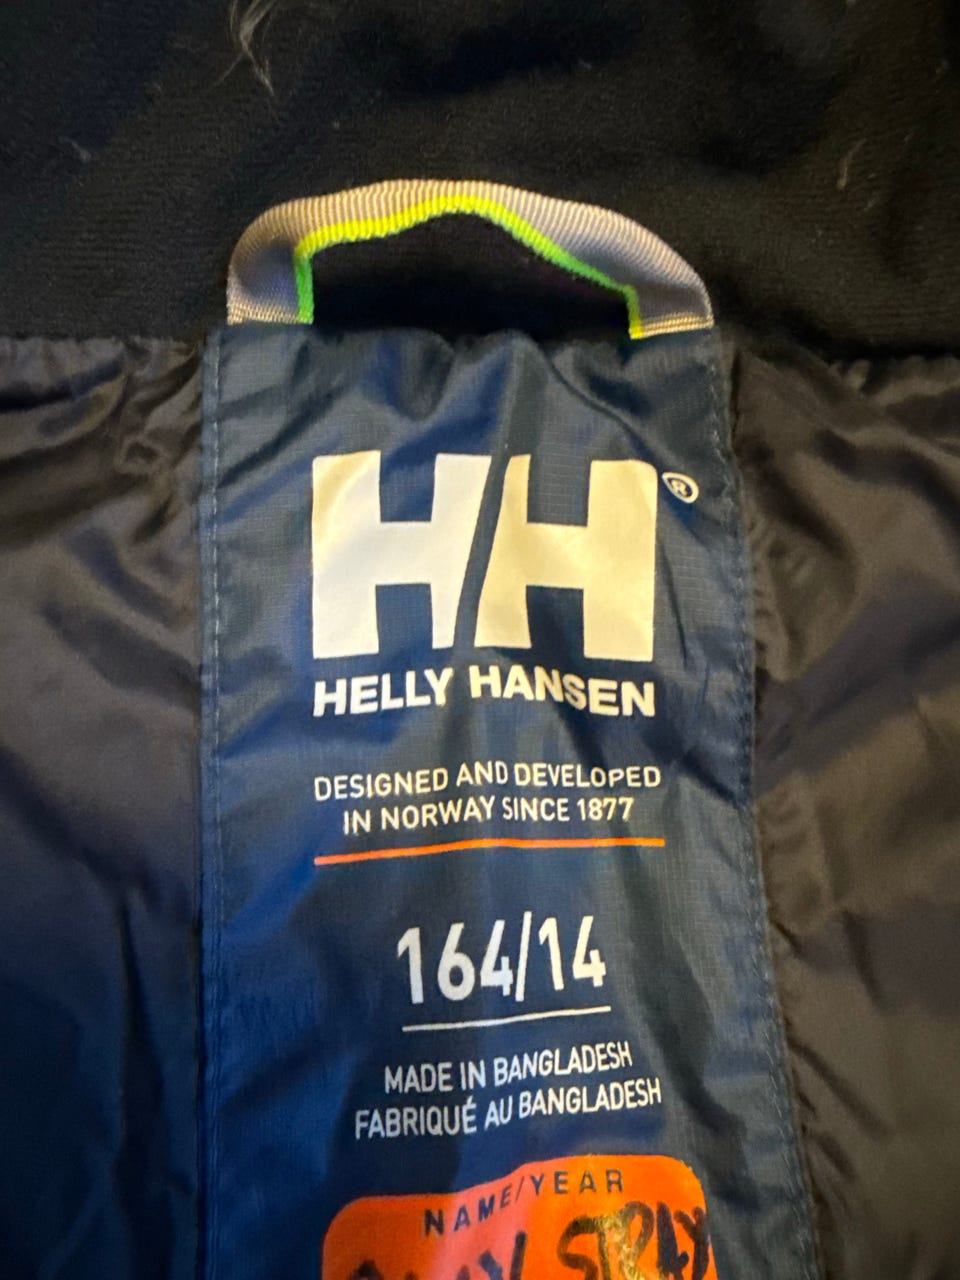 HH®
HELLY HANSEN
DESIGNED AND DEVELOPED
IN NORWAY SINCE 1877
164/14
MADE IN BANGLADESH
FABRIQUÉ AU BANGLADESH
NAME/YEAR
STRAY